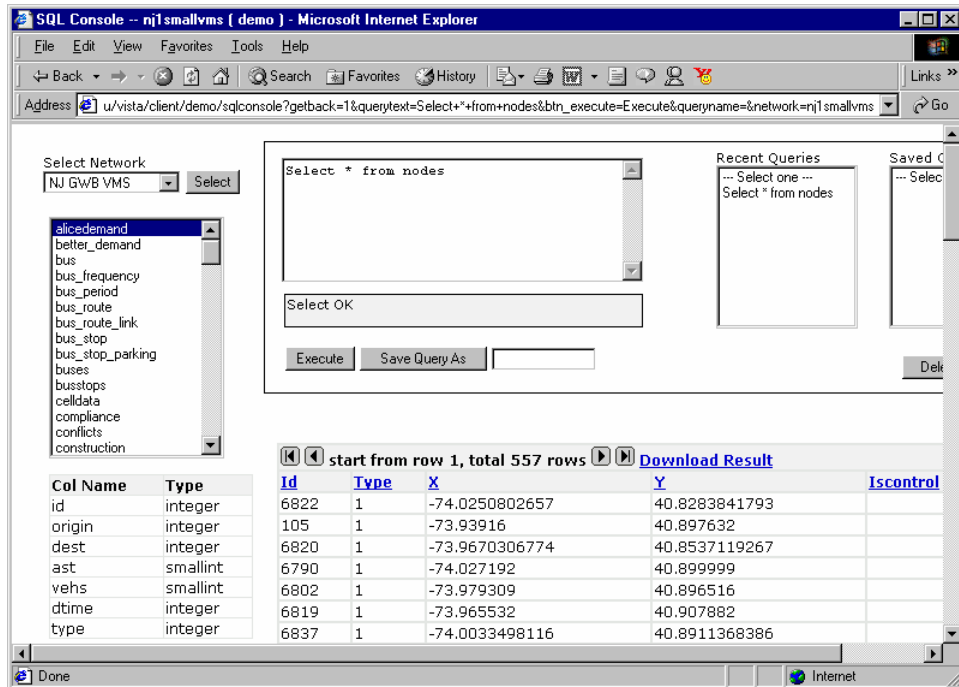 SQL Console -- nj1smallvms ( demo ) - Microsoft Internet Explorer
File Edit View Favorites Tools Help
Back Search Favorites History Links »
Address u/vista/client/demo/sqlconsole?getback=1&querytext=Select+*+from+nodes&btn_execute=Execute&queryname=&network=nj1smallvms Go
Select Network
NJ GWB VMS Select
alicedemand
better_demand
bus
bus_frequency
bus_period
bus_route
bus_route_link
bus_stop
bus_stop_parking
buses
busstops
celldata
compliance
conflicts
construction
Col Name Type
id integer
origin integer
dest integer
ast smallint
vehs smallint
dtime integer
type integer
Select * from nodes
Select OK
Execute Save Query As
Recent Queries
--- Select one ---
Select * from nodes
Saved
--- Selec
Dele
start from row 1, total 557 rows Download Result
Id Type X Y Iscontrol
6822 1 -74.0250802657 40.8283841793
105 1 -73.93916 40.897632
6820 1 -73.9670306774 40.8537119267
6790 1 -74.027192 40.899999
6802 1 -73.979309 40.896516
6819 1 -73.965532 40.907882
6837 1 -74.0033498116 40.8911368386
Done Internet